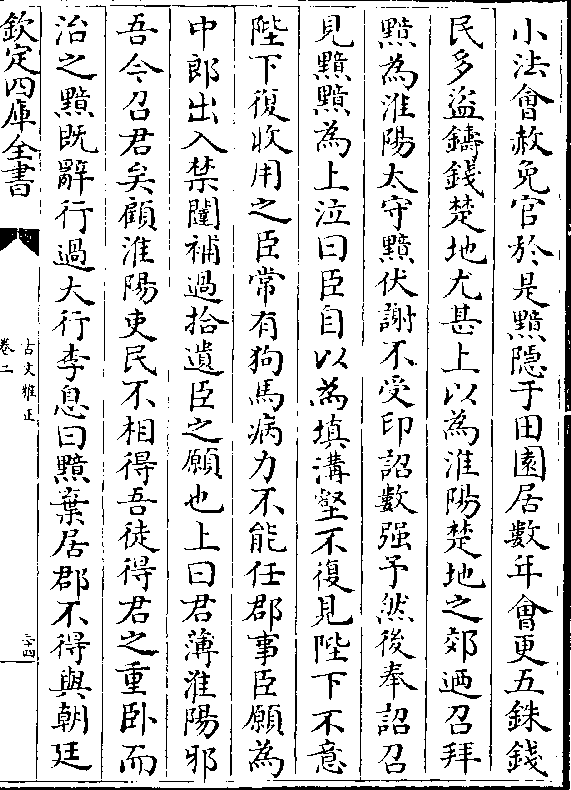 小法會赦免官於是黯隱于田園居數年會更五銖錢
民多盜鑄錢楚地尤甚上以為淮陽楚地之郊迺召拜
黯為淮陽太守黯伏謝不受印詔數强予然後奉詔召
見黯黯為上泣曰臣自以為填溝壑不復見陛下不意
陛下復收用之臣常有狗馬病力不能任郡事臣願為
中郎出入禁闥補過拾遺臣之願也上曰君薄淮陽邪
吾今召君矣顧淮陽吏民不相得吾徒得君之重卧而
治之黯既辭行過大行李息曰黯棄居郡不得與朝廷
欽定四庫全書
古文雅正
卷二
三四